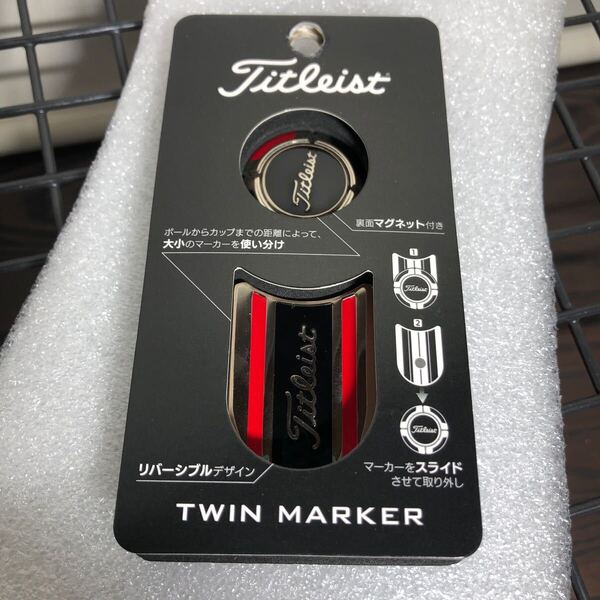 Titleist
Titleist
裏面マグネット付き
ボールからカップまでの距離によって、
大小のマーカーを使い分け
1
Titleist
2
Titleist
Titleist
リバーシブルデザイン
マーカーをスライド
させて取り外し
TWIN MARKER